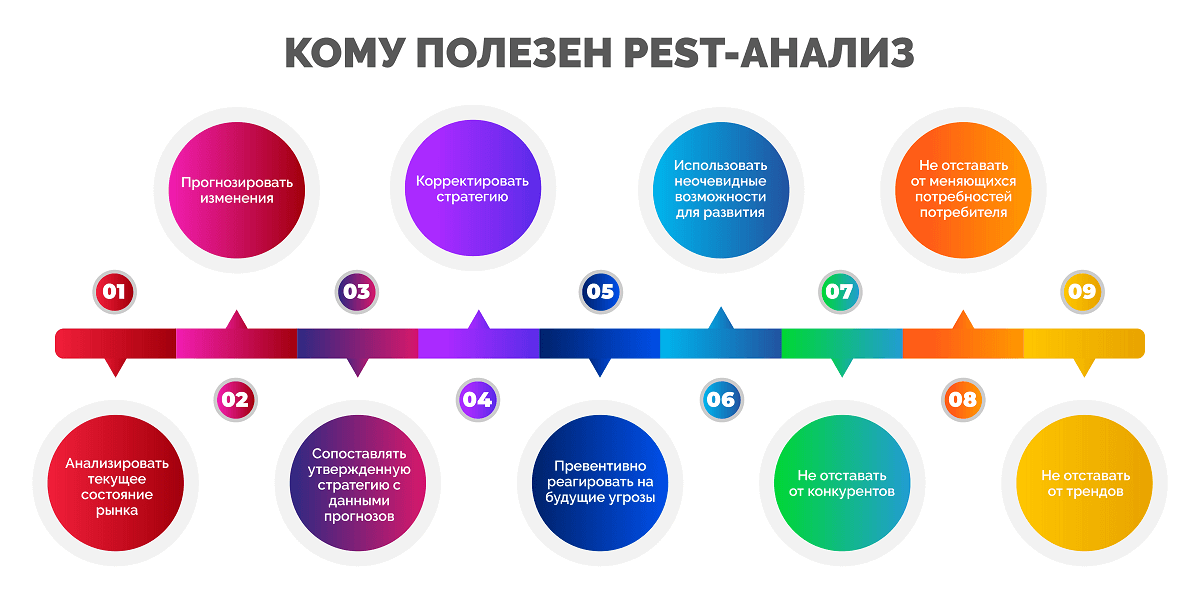 КОМУ ПОЛЕЗЕН PEST-АНАЛИЗ
01
Анализировать
текущее
состояние
рынка
02
Прогнозировать
изменения
03
Сопоставлять
утвержденную
стратегию с
данными
прогнозов
04
Корректировать
стратегию
05
Превентивно
реагировать на
будущие угрозы
06
Использовать
неочевидные
возможности
для развития
07
Не отставать
от конкурентов
08
Не отставать
от меняющихся
потребностей
потребителя
09
Не отставать
от трендов